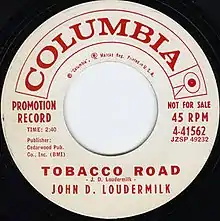 COLUMBIA
® "Columbia", ® Marcas Reg. Printed in U.S.A.
PROMOTION
RECORD
NOT FOR SALE
45 RPM
4-41562
JZSP 49232
TIME: 2:40
Publisher:
Cedarwood Pub.
Co., Inc. (BMI)
TOBACCO ROAD
- J. D. Loudermilk -
JOHN D. LOUDERMILK